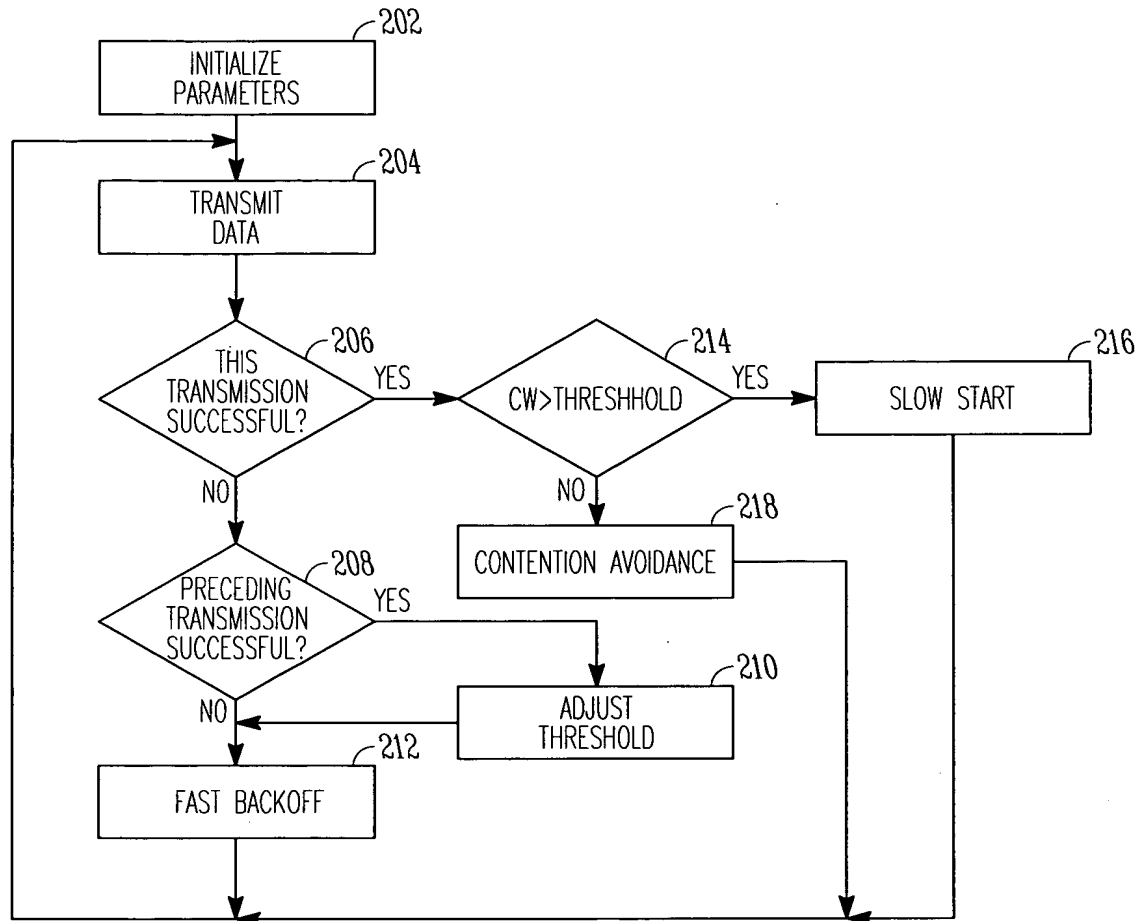 202
INITIALIZE
PARAMETERS
204
TRANSMIT
DATA
206
THIS
TRANSMISSION
SUCCESSFUL?
YES
NO
214
CW>THRESHHOLD
YES
NO
216
SLOW START
218
CONTENTION AVOIDANCE
208
PRECEDING
TRANSMISSION
SUCCESSFUL?
YES
NO
210
ADJUST
THRESHOLD
212
FAST BACKOFF